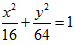 x²/16 + y²/64 = 1